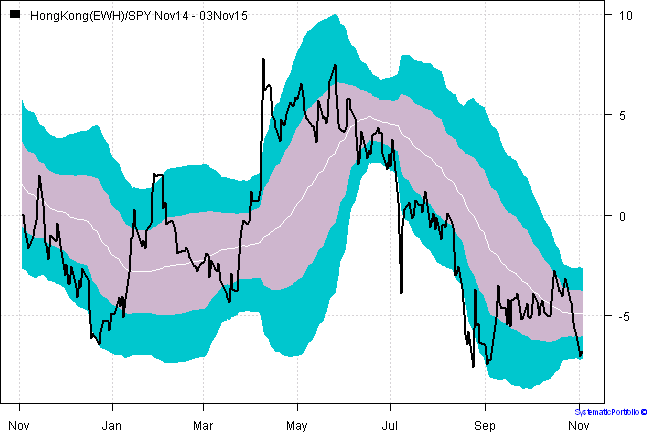 HongKong(EWH)/SPY Nov14 - 03Nov15
10
5
0
-5
Nov Jan Mar May Jul Sep Nov
SystematicPortfolio ©